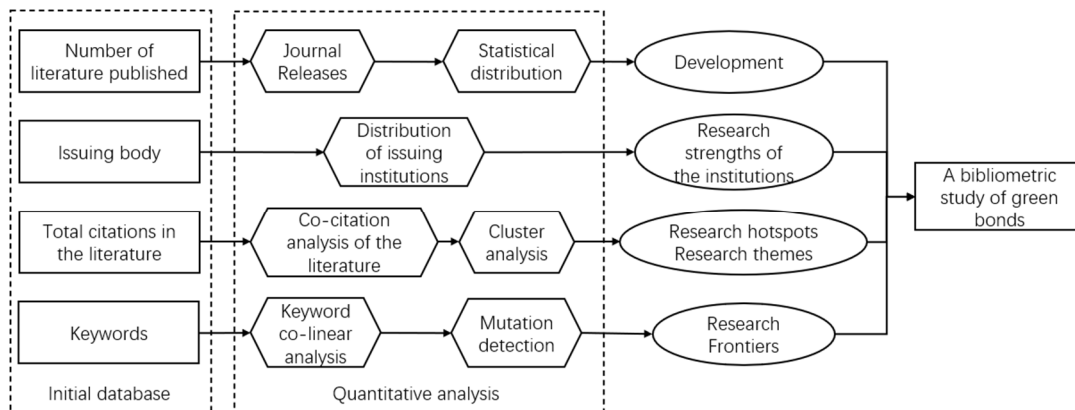 Number of
literature published
Journal
Releases
Statistical
distribution
Development
Issuing body
Distribution
of issuing
institutions
Research
strengths of
the institutions
A bibliometric
study of green
bonds
Total citations in
the literature
Co-citation
analysis of the
literature
Cluster
analysis
Research hotspots
Research themes
Keywords
Keyword
co-linear
analysis
Mutation
detection
Research
Frontiers
Initial database
Quantitative analysis